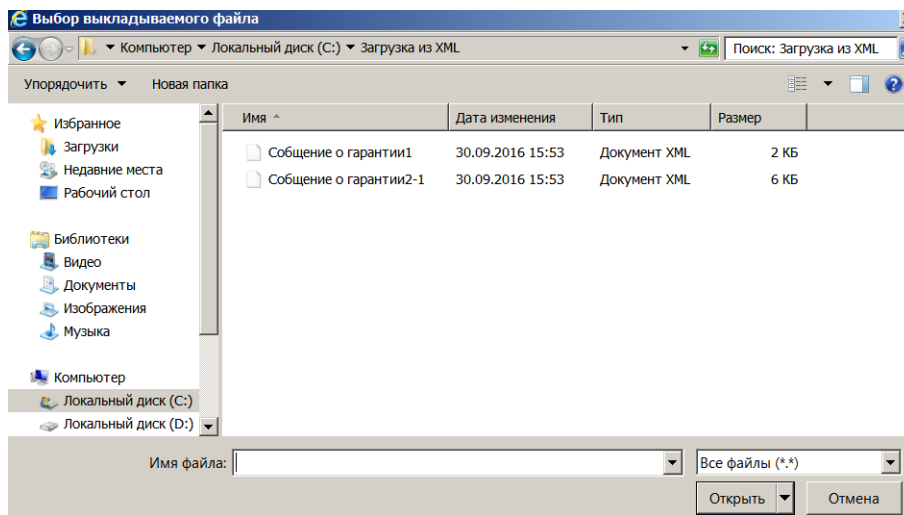 Выбор выкладываемого файла
Компьютер Локальный диск (C:) Загрузка из XML Поиск: Загрузка из XML
Упорядочить Новая папка
Имя Дата изменения Тип Размер
Избранное
Загрузки
Недавние места
Рабочий стол
Библиотеки
Видео
Документы
Изображения
Музыка
Компьютер
Локальный диск (C:)
Локальный диск (D:)
Собщение о гарантии1 30.09.2016 15:53 Документ XML 2 КБ
Собщение о гарантии2-1 30.09.2016 15:53 Документ XML 6 КБ
Имя файла: Все файлы (*.*)
Открыть Отмена